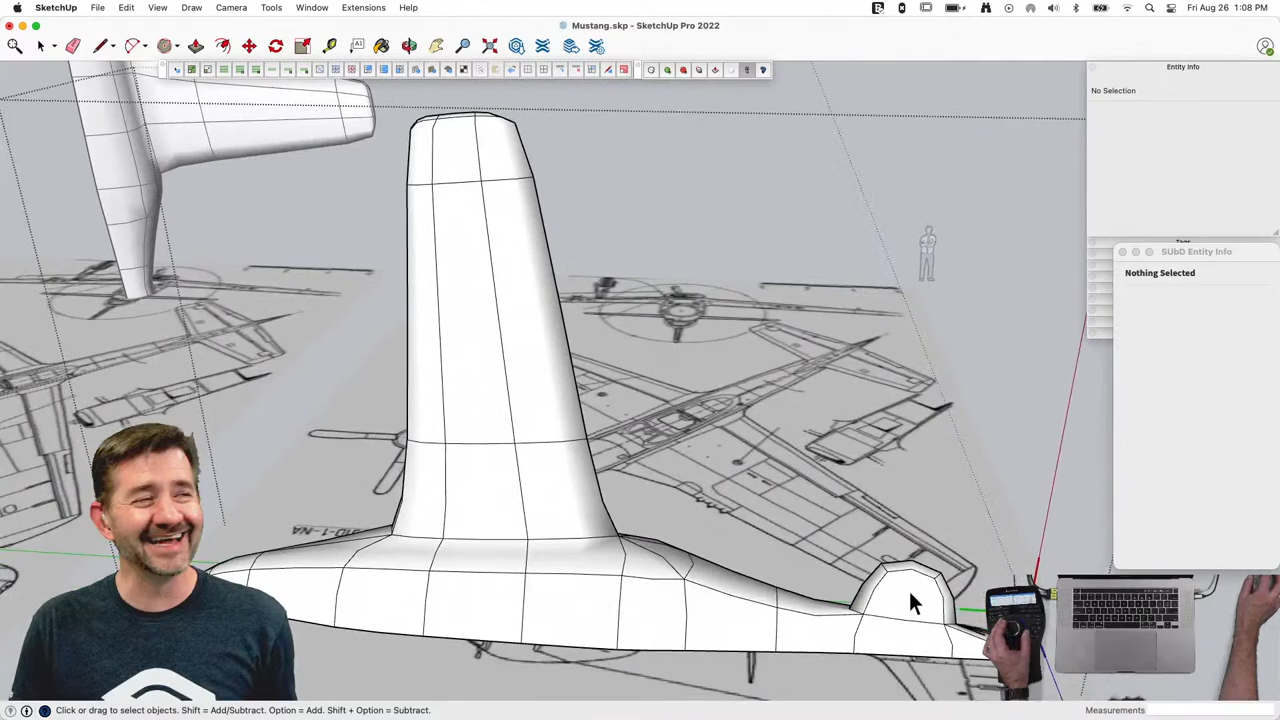 SketchUp File Edit View Draw Camera Tools Window Extensions Help Fri Aug 26 1:08 PM
Mustang.skp - SketchUp Pro 2022
Entity Info
No Selection
Tags
SUbD Entity Info
Nothing Selected
Click or drag to select objects. Shift = Add/Subtract. Option = Add. Shift + Option = Subtract.
Measurements